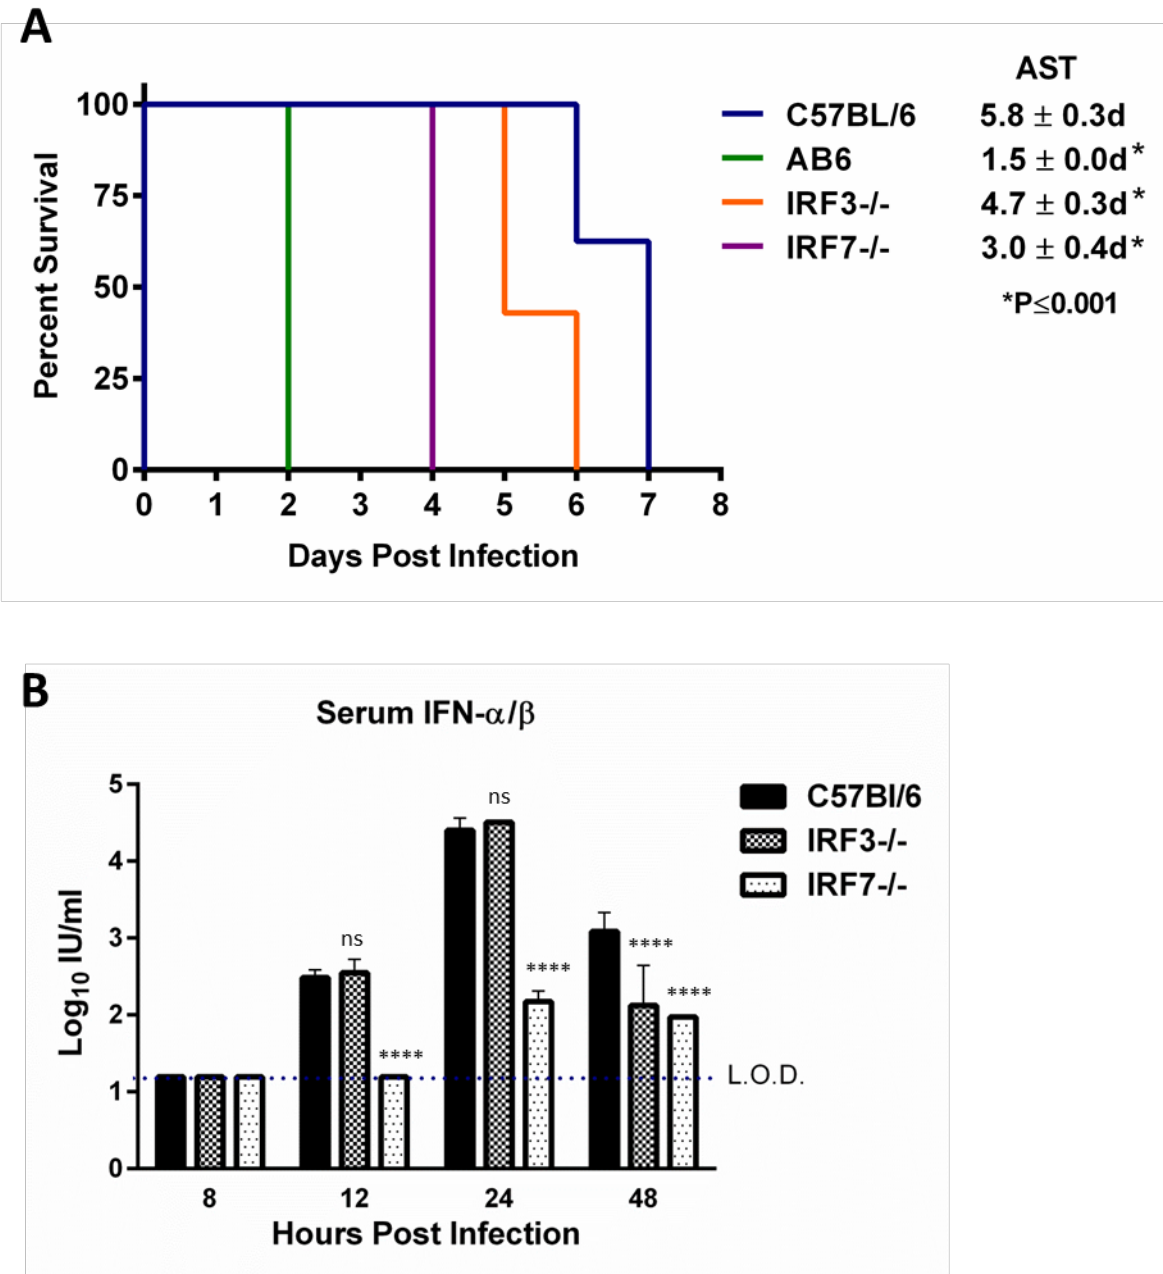 A
AST
C57BL/6 5.8 ± 0.3d
AB6 1.5 ± 0.0d*
IRF3-/- 4.7 ± 0.3d*
IRF7-/- 3.0 ± 0.4d*
*P≤0.001
Percent Survival
100
75
50
25
0
0 1 2 3 4 5 6 7 8
Days Post Infection
B
Serum IFN-α/β
C57Bl/6
IRF3-/-
IRF7-/-
Log10 IU/ml
5
4
3
2
1
0
ns
****
ns
****
****
****
L.O.D.
8 12 24 48
Hours Post Infection